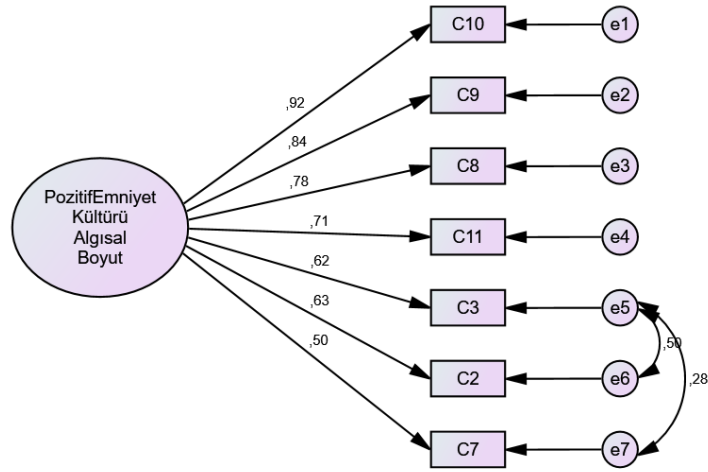 C10
e1
,92
C9
e2
,84
C8
e3
,78
PozitifEmniyet
Kültürü
Algısal
Boyut
,71
C11
e4
,62
C3
e5
,63
,50
C2
e6
,50
,28
C7
e7